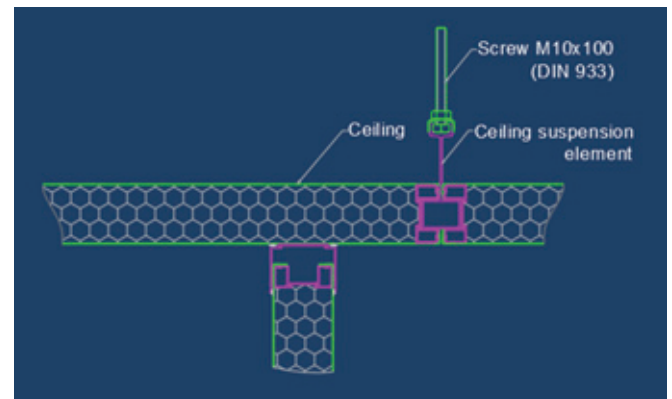 Screw M10x100
(DIN 933)
Ceiling
Ceiling suspension
element